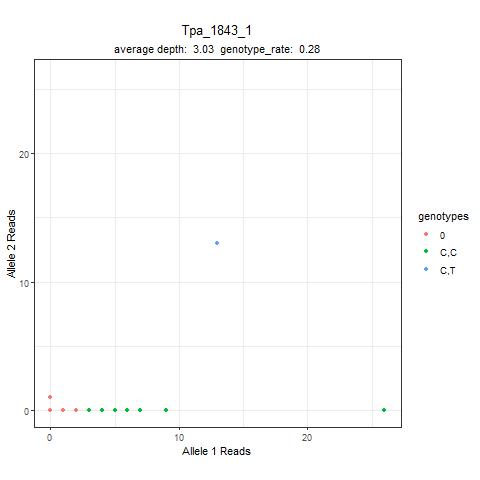 Tpa_1843_1
average depth: 3.03 genotype_rate: 0.28
Allele 2 Reads
20
10
0
0 10 20
Allele 1 Reads
genotypes
0
C,C
C,T